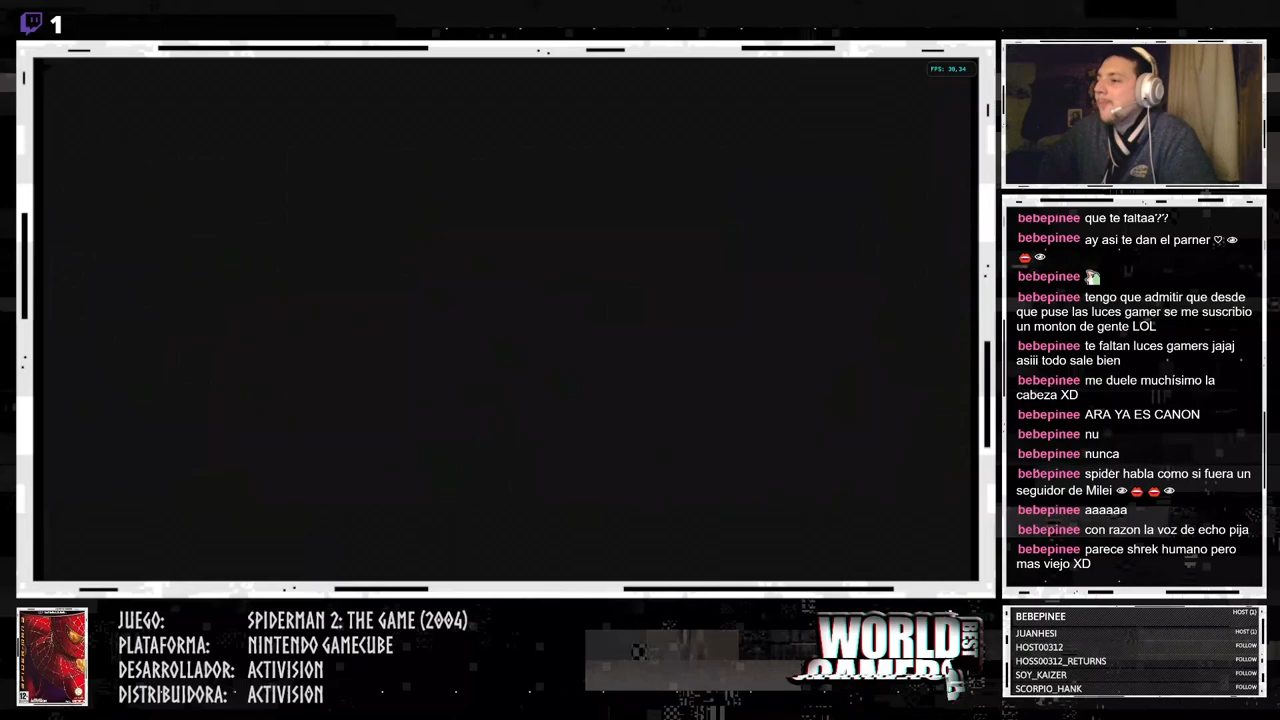 1
FPS: 30,34
bebepinee que te faltaa??
bebepinee ay asi te dan el parner ♡ 👁
👄 👁
bebepinee
bebepinee tengo que admitir que desde
que puse las luces gamer se me suscribio
un monton de gente LOL
bebepinee te faltan luces gamers jajaj
asiii todo sale bien
bebepinee me duele muchísimo la
cabeza XD
bebepinee ARA YA ES CANON
bebepinee nu
bebepinee nunca
bebepinee spider habla como si fuera un
seguidor de Milei 👁 👄 👄 👁
bebepinee aaaaaa
bebepinee con razon la voz de echo pija
bebepinee parece shrek humano pero
mas viejo XD
JUEGO: SPIDERMAN 2: THE GAME (2004)
PLATAFORMA: NINTENDO GAMECUBE
DESARROLLADOR: ACTIVISION
DISTRIBUIDORA: ACTIVISION
WORLD
BEST
GAMERS
BEBEPINEE HOST (1)
JUANHESI HOST (1)
HOST00312 FOLLOW
HOSS00312_RETURNS FOLLOW
SOY_KAIZER FOLLOW
SCORPIO_HANK FOLLOW